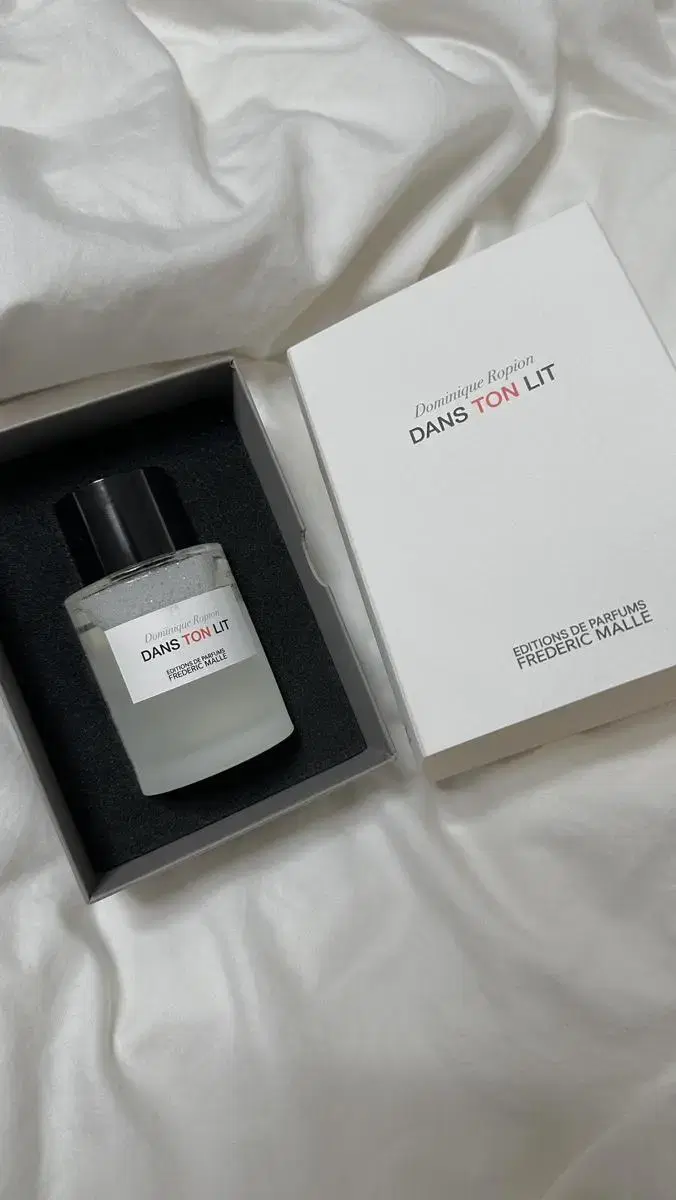 Dominique Ropion
DANS TON LIT
EDITIONS DE PARFUMS
FREDERIC MALLE
Dominique Ropion
DANS TON LIT
EDITIONS DE PARFUMS
FREDERIC MALLE